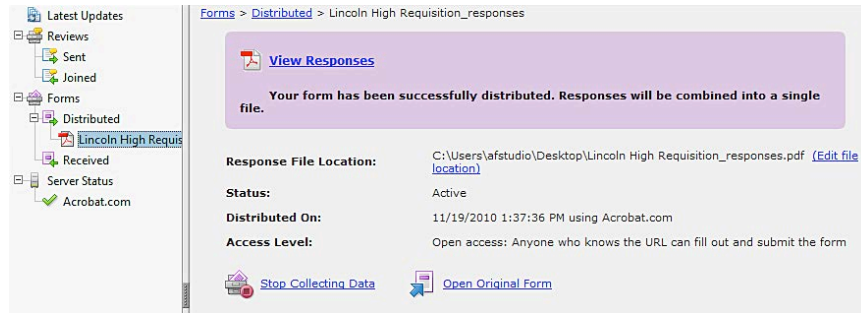 Latest Updates
Reviews
Sent
Joined
Forms
Distributed
Lincoln High Requis
Received
Server Status
Acrobat.com
Forms > Distributed > Lincoln High Requisition_responses
View Responses
Your form has been successfully distributed. Responses will be combined into a single
file.
Response File Location: C:\Users\afstudio\Desktop\Lincoln High Requisition_responses.pdf (Edit file
location)
Status: Active
Distributed On: 11/19/2010 1:37:36 PM using Acrobat.com
Access Level: Open access: Anyone who knows the URL can fill out and submit the form
Stop Collecting Data Open Original Form